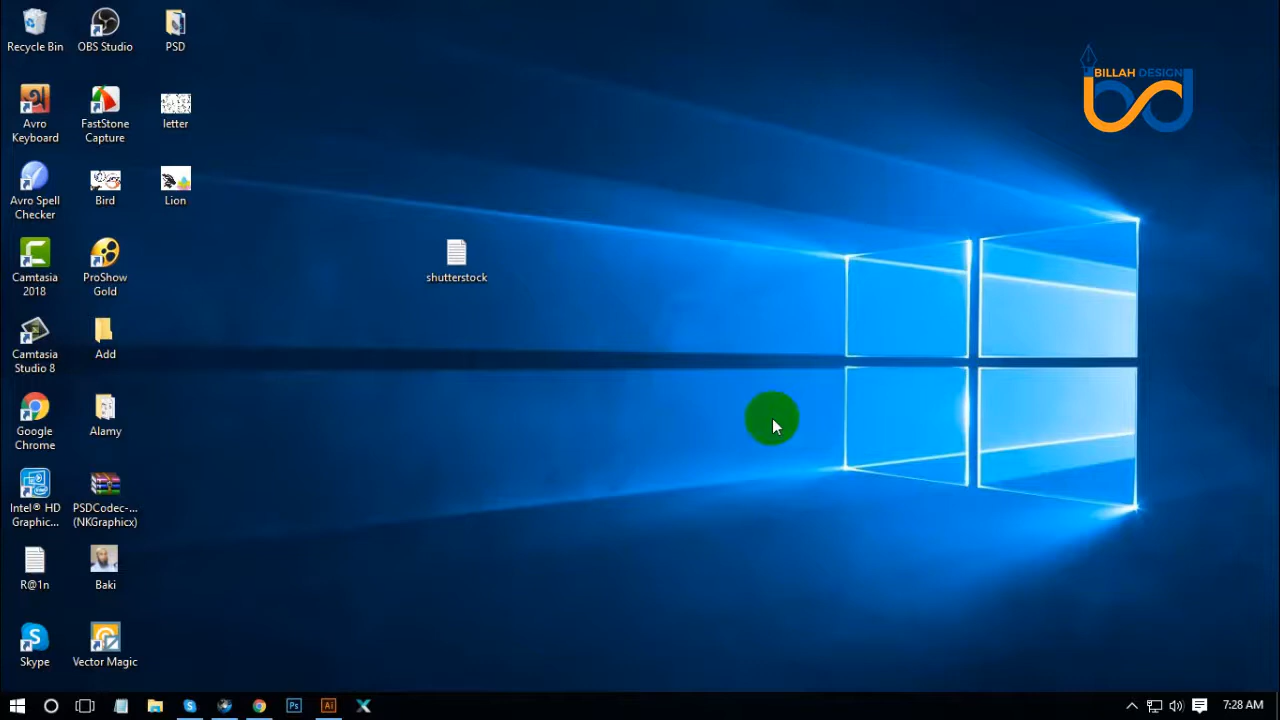 Recycle Bin
OBS Studio
PSD
BILLAH DESIGN
Avro
Keyboard
FastStone
Capture
letter
Avro Spell
Checker
Bird
Lion
Camtasia
2018
ProShow
Gold
shutterstock
Camtasia
Studio 8
Add
Google
Chrome
Alamy
Intel® HD
Graphic...
PSDCodec-...
(NKGraphicx)
R@1n
Baki
Skype
Vector Magic
Ps
Ai
7:28 AM